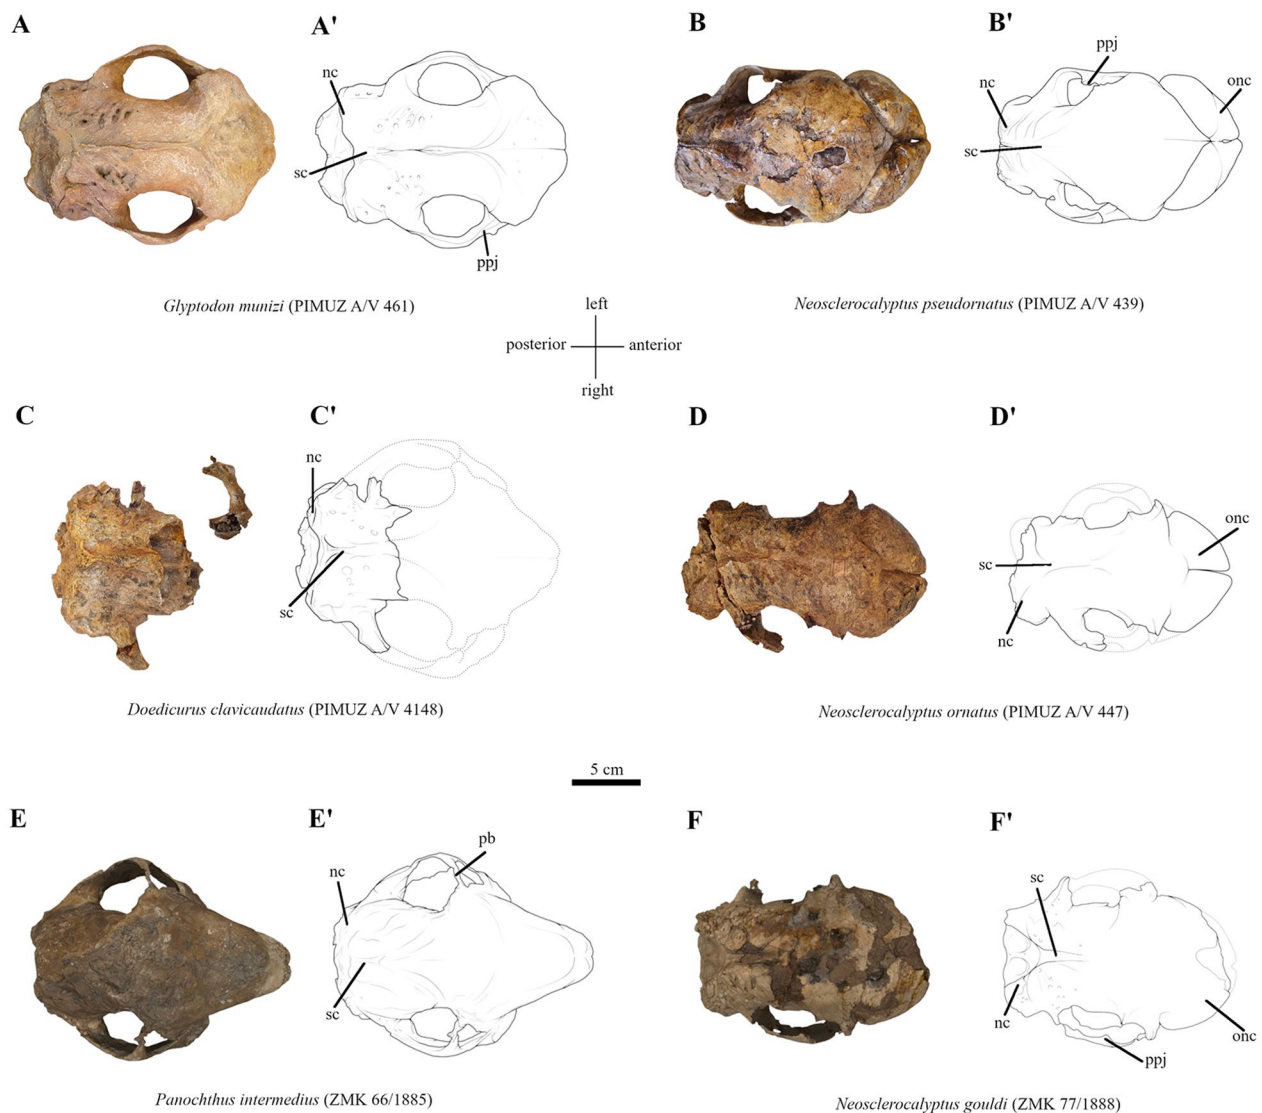 A
A'
nc
sc
ppj
Glyptodon munizi (PIMUZ A/V 461)
B
B'
ppj
nc
onc
sc
Neosclerocalyptus pseudornatus (PIMUZ A/V 439)
left
posterior
anterior
right
C
C'
nc
sc
Doedicurus clavicaudatus (PIMUZ A/V 4148)
D
D'
onc
sc
nc
Neosclerocalyptus ornatus (PIMUZ A/V 447)
5 cm
E
E'
pb
nc
sc
Panochthus intermedius (ZMK 66/1885)
F
F'
sc
nc
onc
ppj
Neosclerocalyptus gouldi (ZMK 77/1888)